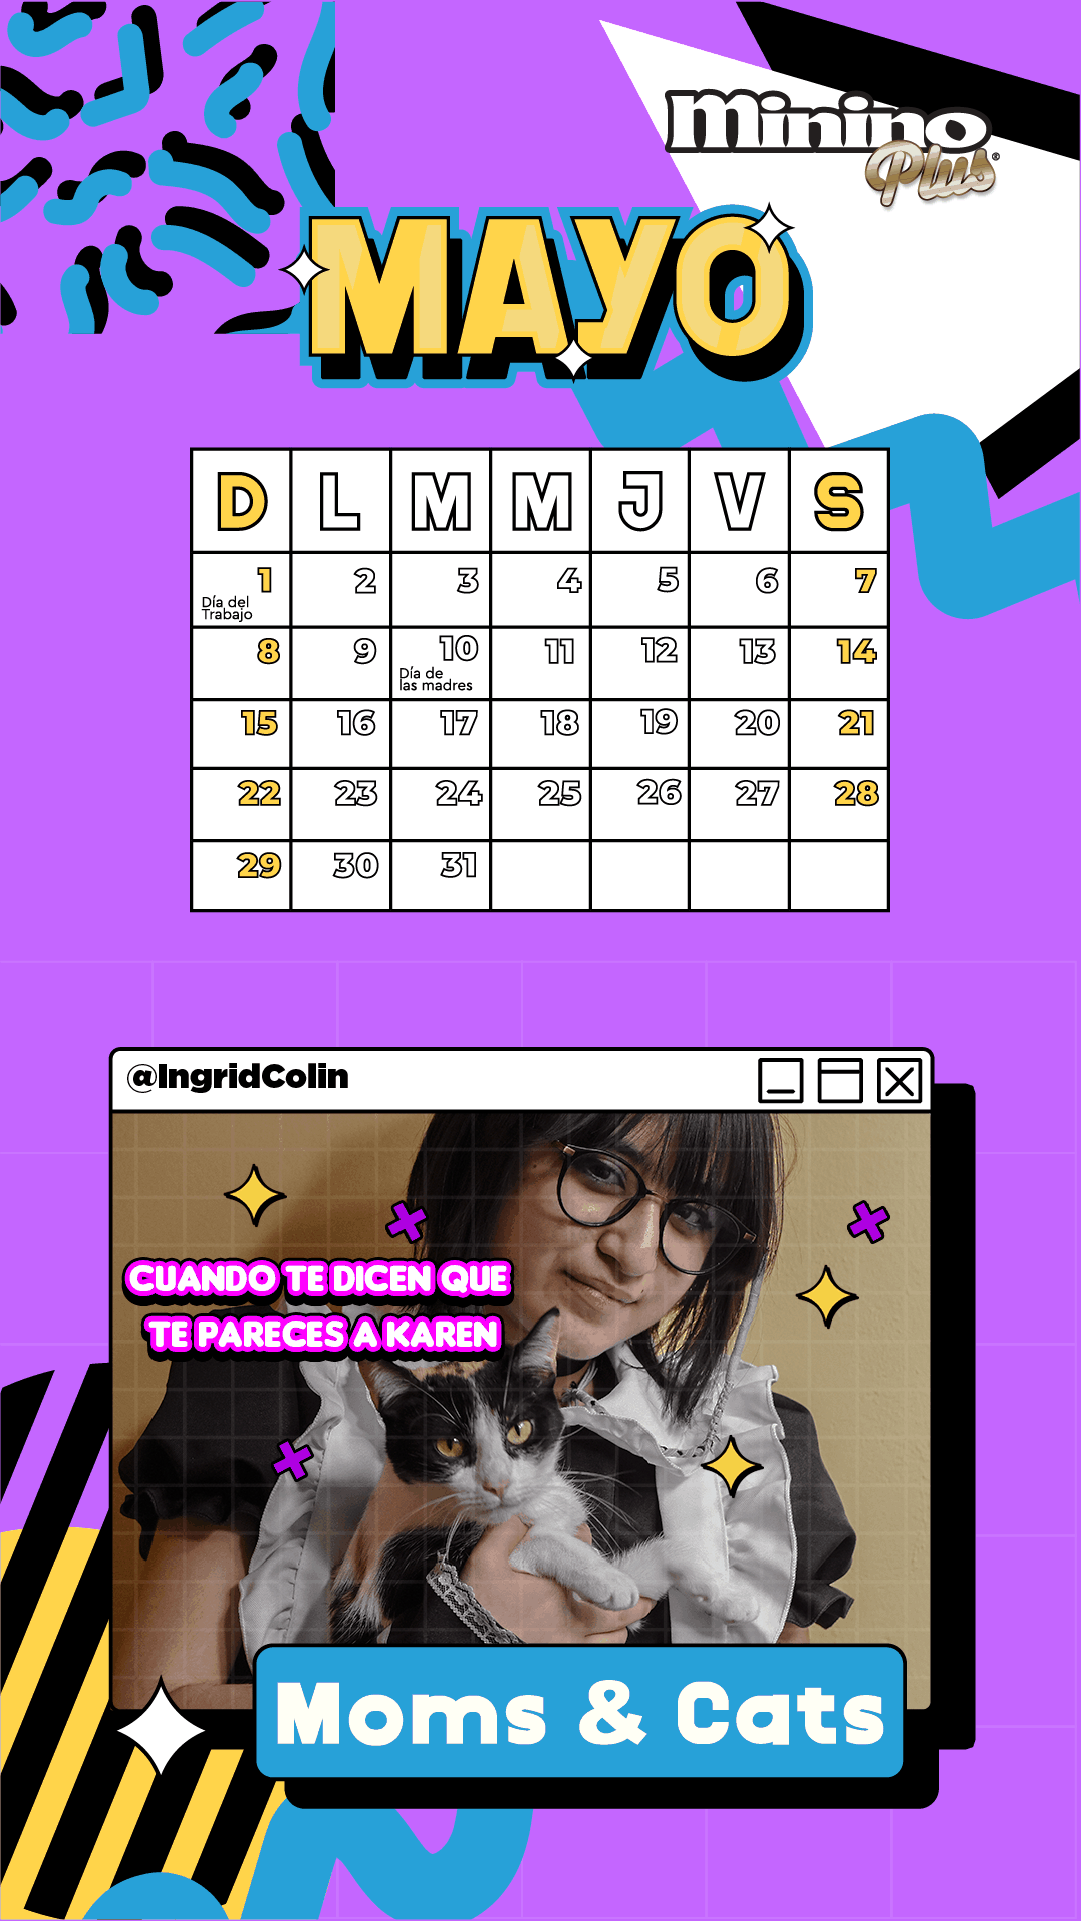 Minino
Plus®
MAYO
D L M M J V S
1 2 3 4 5 6 7
Día del
Trabajo
8 9 10 11 12 13 14
Día de
las madres
15 16 17 18 19 20 21
22 23 24 25 26 27 28
29 30 31
@IngridColin
CUANDO TE DICEN QUE
TE PARECES A KAREN
Moms & Cats